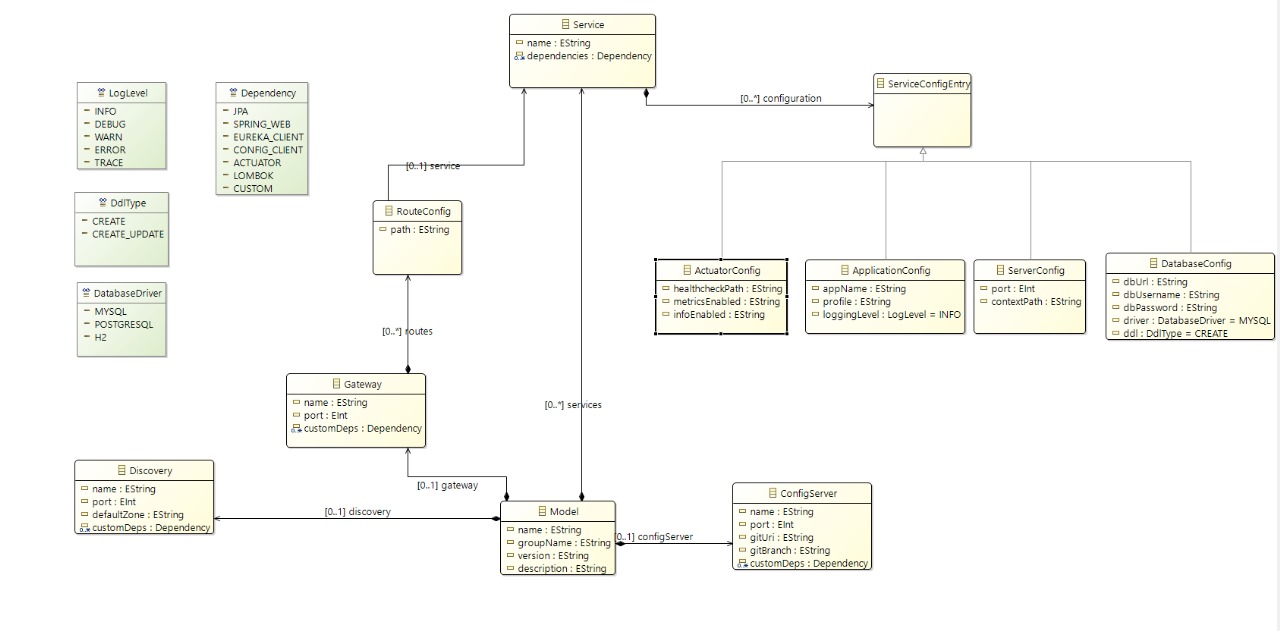 Service
name : EString
dependencies : Dependency
LogLevel
INFO
DEBUG
WARN
ERROR
TRACE
Dependency
JPA
SPRING_WEB
EUREKA_CLIENT
CONFIG_CLIENT
ACTUATOR
LOMBOK
CUSTOM
ServiceConfigEntry
[0..*] configuration
[0..1] service
DdlType
CREATE
CREATE_UPDATE
RouteConfig
path : EString
DatabaseDriver
MYSQL
POSTGRESQL
H2
ActuatorConfig
healthcheckPath : EString
metricsEnabled : EString
infoEnabled : EString
ApplicationConfig
appName : EString
profile : EString
loggingLevel : LogLevel = INFO
ServerConfig
port : EInt
contextPath : EString
DatabaseConfig
dbUrl : EString
dbUsername : EString
dbPassword : EString
driver : DatabaseDriver = MYSQL
ddl : DdlType = CREATE
[0..*] routes
Gateway
name : EString
port : EInt
customDeps : Dependency
[0..*] services
[0..1] gateway
Discovery
name : EString
port : EInt
defaultZone : EString
customDeps : Dependency
[0..1] discovery
Model
name : EString
groupName : EString
version : EString
description : EString
[0..1] configServer
ConfigServer
name : EString
port : EInt
gitUri : EString
gitBranch : EString
customDeps : Dependency